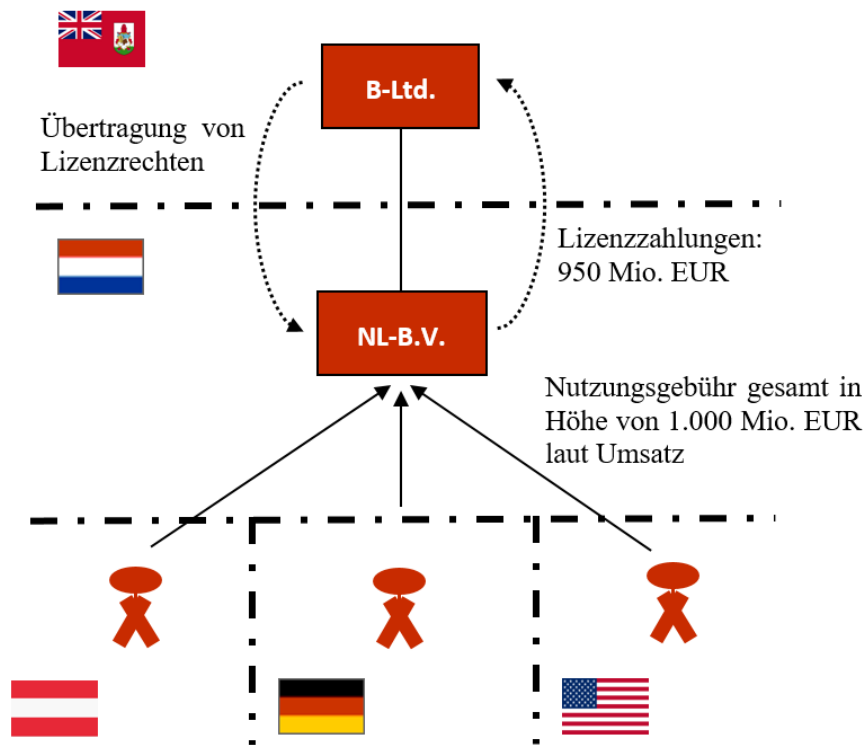 B-Ltd.
Übertragung von
Lizenzrechten
Lizenzzahlungen:
950 Mio. EUR
NL-B.V.
Nutzungsgebühr gesamt in
Höhe von 1.000 Mio. EUR
laut Umsatz